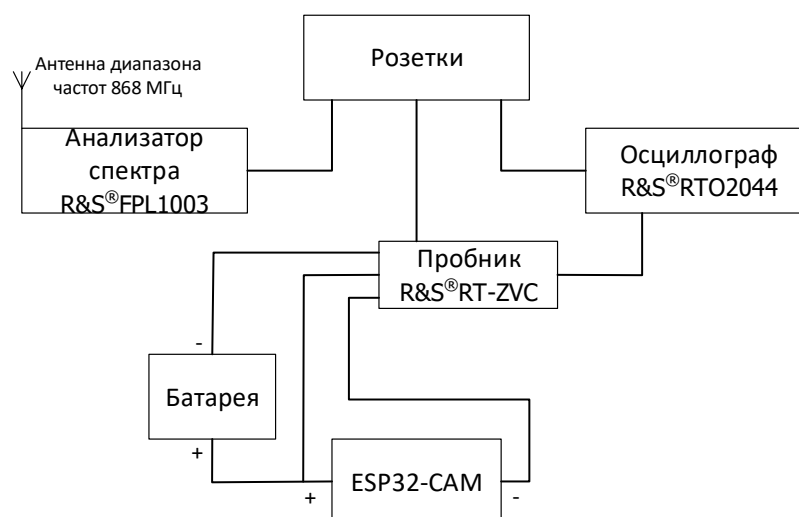 Антенна диапазона
частот 868 МГц
Розетки
Анализатор
спектра
R&S®FPL1003
Осциллограф
R&S®RTO2044
Пробник
R&S®RT-ZVC
-
Батарея
+
+
ESP32-CAM
-